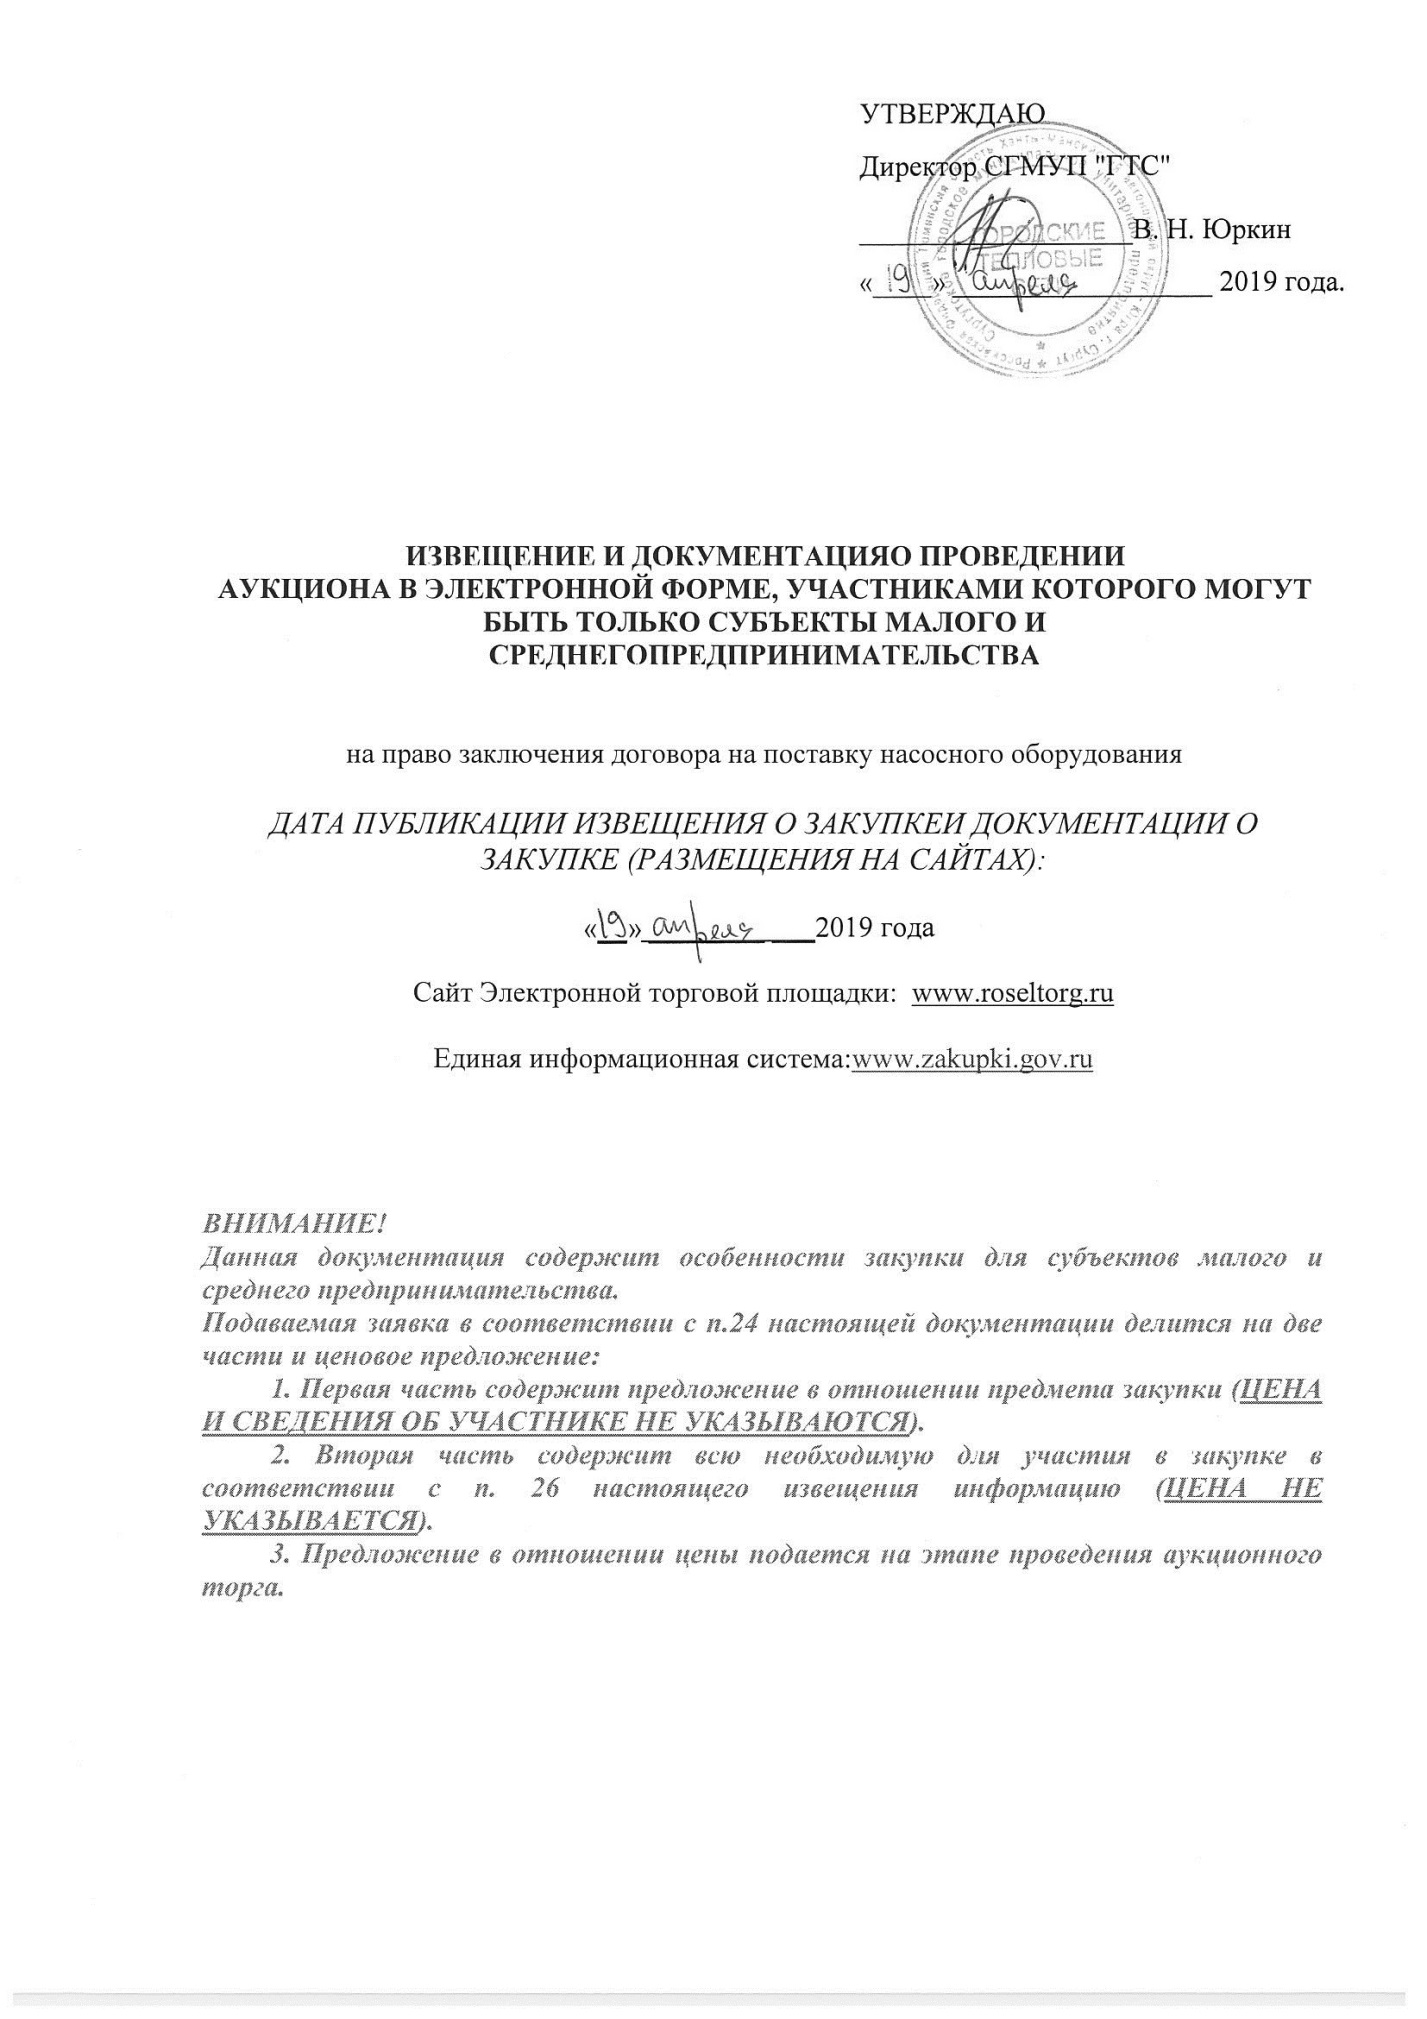 УТВЕРЖДАЮ
Директор СГМУП "ГТС"
В. Н. Юркин
«19» апреля 2019 года.
ГОРОДСКИЕ
ТЕПЛОВЫЕ
ИЗВЕЩЕНИЕ И ДОКУМЕНТАЦИЯО ПРОВЕДЕНИИ
АУКЦИОНА В ЭЛЕКТРОННОЙ ФОРМЕ, УЧАСТНИКАМИ КОТОРОГО МОГУТ
БЫТЬ ТОЛЬКО СУБЪЕКТЫ МАЛОГО И
СРЕДНЕГОПРЕДПРИНИМАТЕЛЬСТВА
на право заключения договора на поставку насосного оборудования
ДАТА ПУБЛИКАЦИИ ИЗВЕЩЕНИЯ О ЗАКУПКЕИ ДОКУМЕНТАЦИИ О
ЗАКУПКЕ (РАЗМЕЩЕНИЯ НА САЙТАХ):
«19» апреля 2019 года
Сайт Электронной торговой площадки: www.roseltorg.ru
Единая информационная система:www.zakupki.gov.ru
ВНИМАНИЕ!
Данная документация содержит особенности закупки для субъектов малого и
среднего предпринимательства.
Подаваемая заявка в соответствии с п.24 настоящей документации делится на две
части и ценовое предложение:
1. Первая часть содержит предложение в отношении предмета закупки (ЦЕНА
И СВЕДЕНИЯ ОБ УЧАСТНИКЕ НЕ УКАЗЫВАЮТСЯ).
2. Вторая часть содержит всю необходимую для участия в закупке в
соответствии с п. 26 настоящего извещения информацию (ЦЕНА НЕ
УКАЗЫВАЕТСЯ).
3. Предложение в отношении цены подается на этапе проведения аукционного
торга.